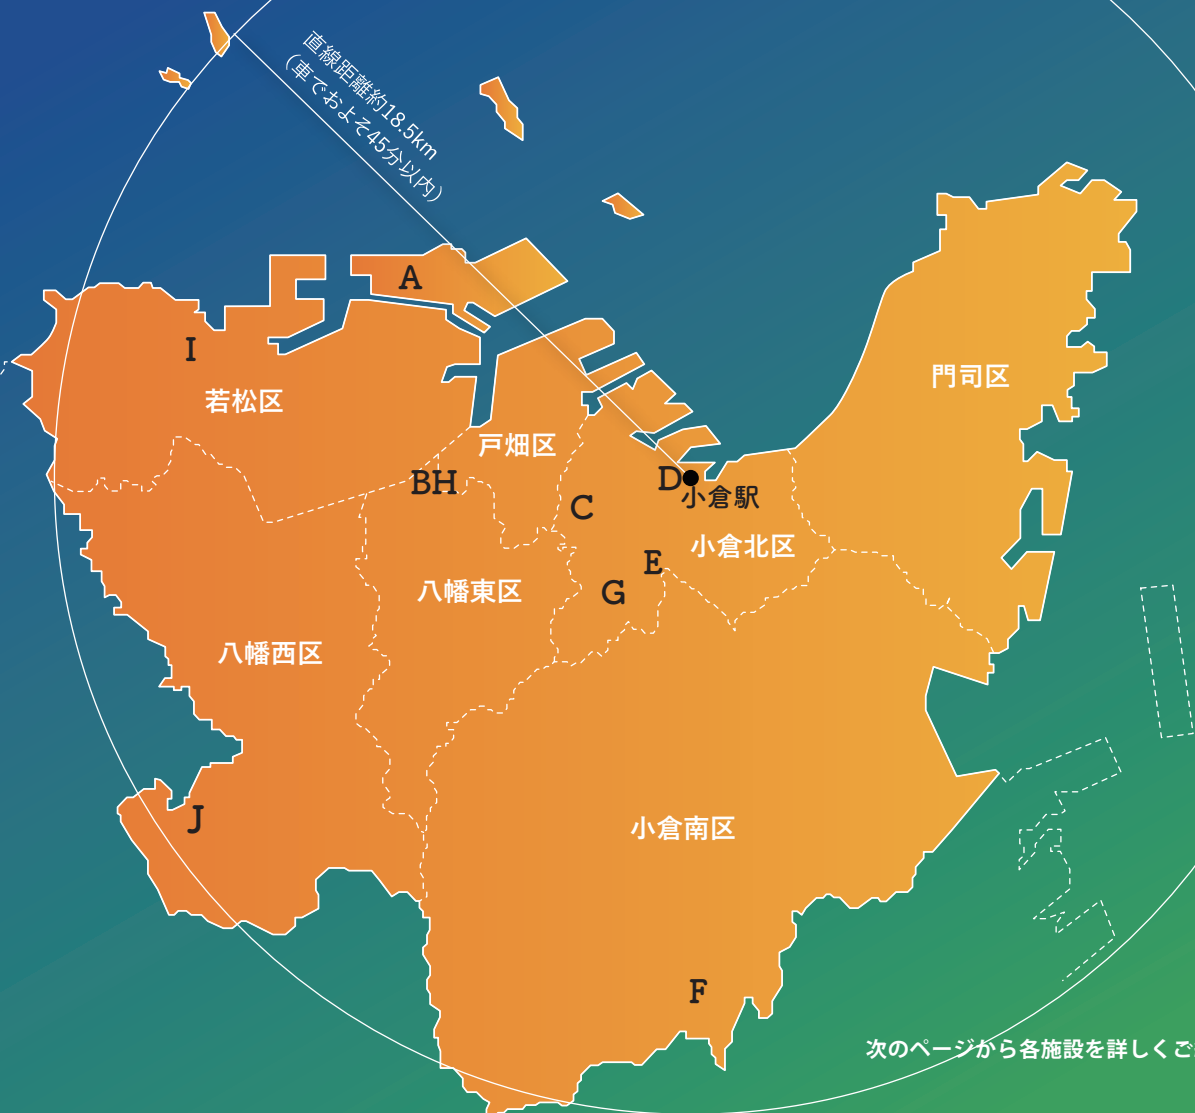 直線距離約18.5km
（車でおよそ45分以内）
A
I
若松区
門司区
戸畑区
BH
D
小倉駅
C
小倉北区
E
G
八幡東区
八幡西区
J
小倉南区
F
次のページから各施設を詳しくご